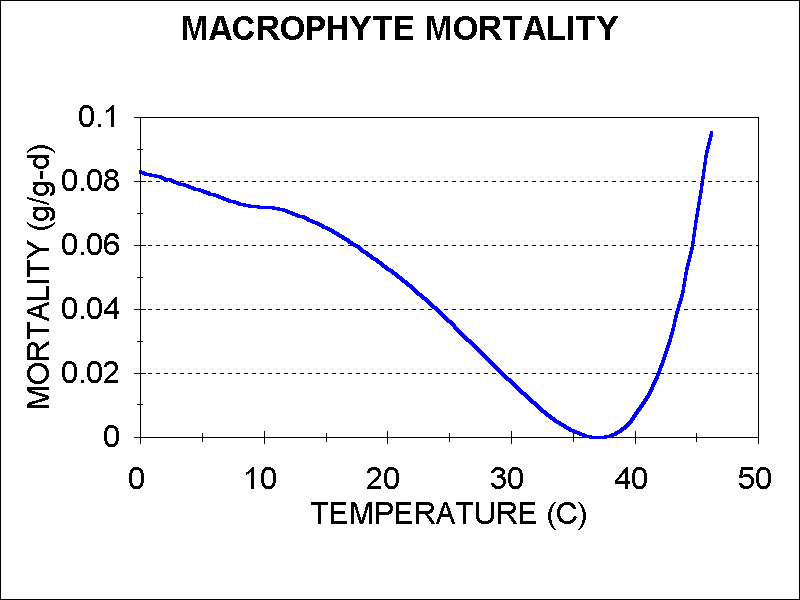 MACROPHYTE MORTALITY
MORTALITY (g/g-d)
0.1
0.08
0.06
0.04
0.02
0
0 10 20 30 40 50
TEMPERATURE (C)